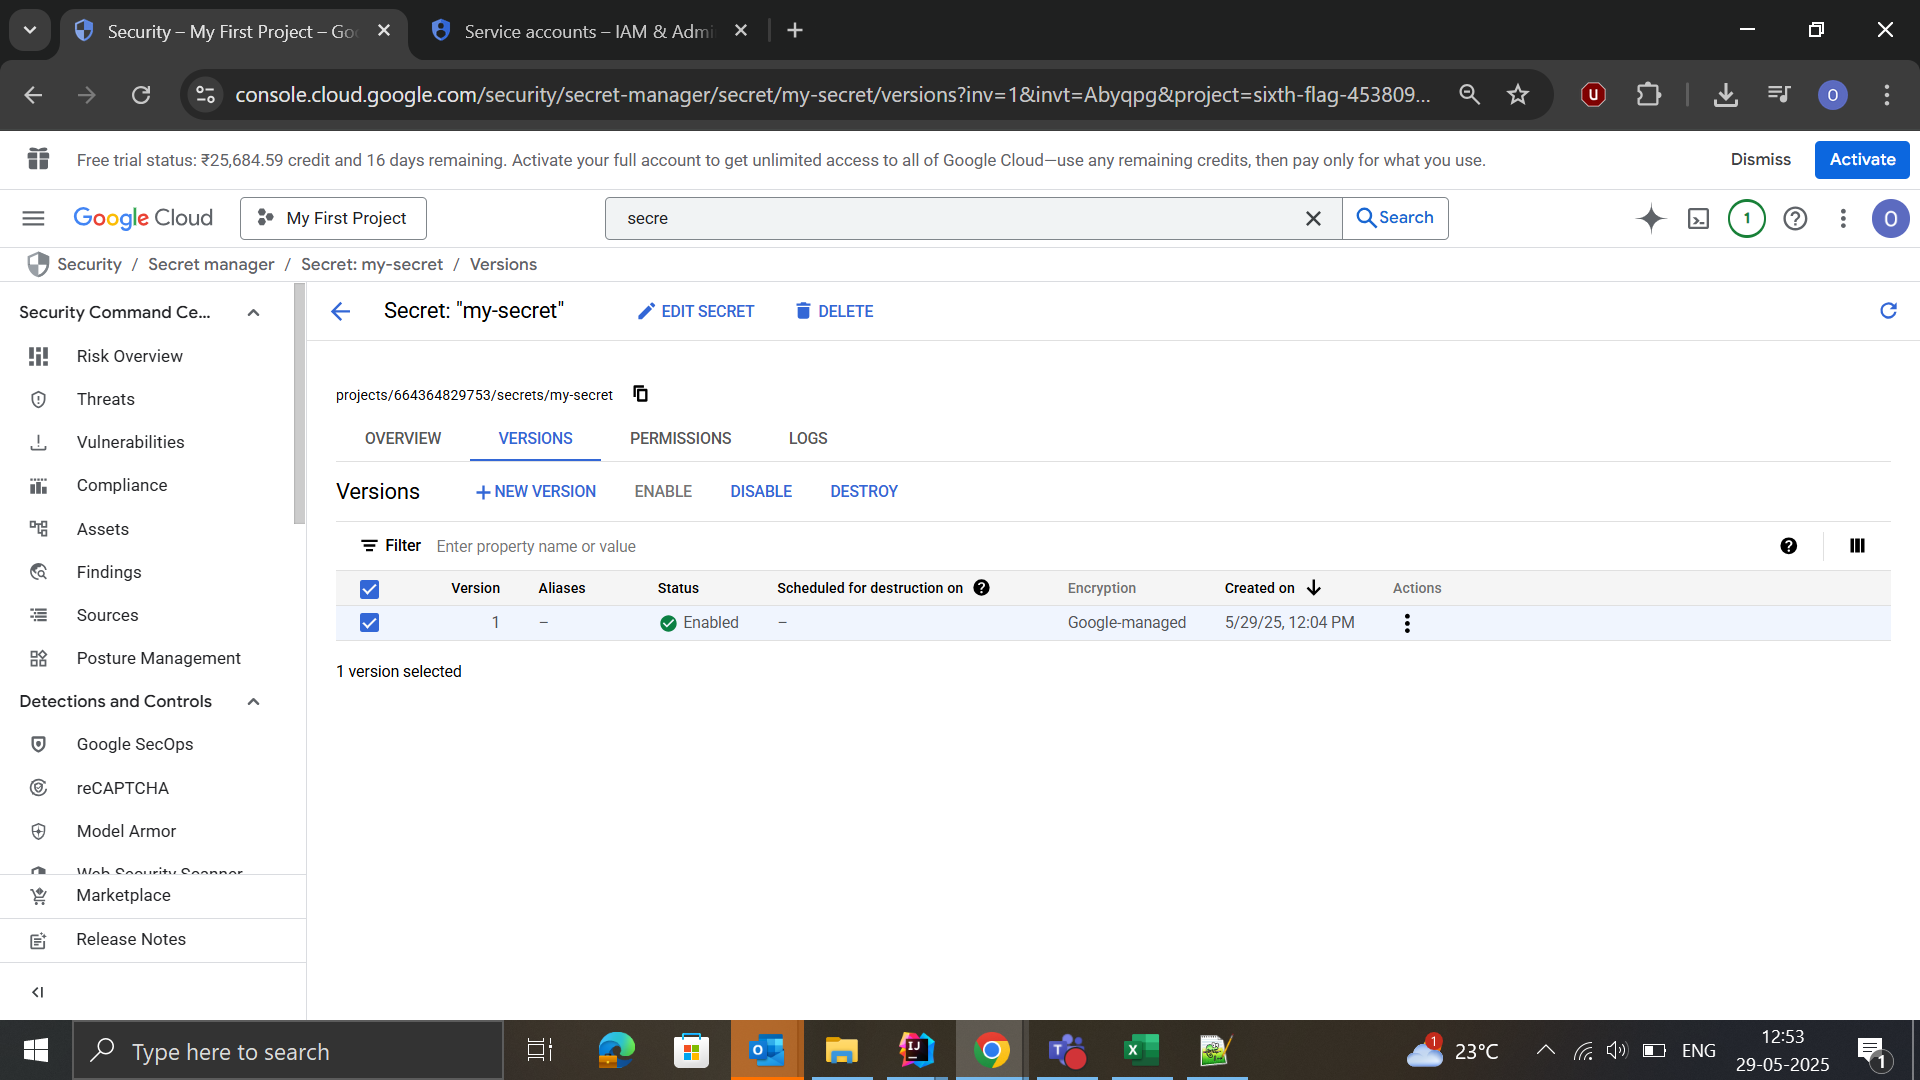 Security – My First Project – Go
Service accounts – IAM & Admi
console.cloud.google.com/security/secret-manager/secret/my-secret/versions?inv=1&invt=Abyqpg&project=sixth-flag-453809...
O
Free trial status: ₹25,684.59 credit and 16 days remaining. Activate your full account to get unlimited access to all of Google Cloud—use any remaining credits, then pay only for what you use.
Dismiss
Activate
Google Cloud
My First Project
secre
Search
1
O
Security / Secret manager / Secret: my-secret / Versions
Security Command Ce...
Risk Overview
Threats
Vulnerabilities
Compliance
Assets
Findings
Sources
Posture Management
Detections and Controls
Google SecOps
reCAPTCHA
Model Armor
Web Security Scanner
Marketplace
Release Notes
Secret: "my-secret"
EDIT SECRET
DELETE
projects/664364829753/secrets/my-secret
OVERVIEW
VERSIONS
PERMISSIONS
LOGS
Versions
+ NEW VERSION
ENABLE
DISABLE
DESTROY
Filter Enter property name or value
Version Aliases Status Scheduled for destruction on Encryption Created on Actions
1 – Enabled – Google-managed 5/29/25, 12:04 PM
1 version selected
Type here to search
1
23°C
ENG
12:53
29-05-2025
1